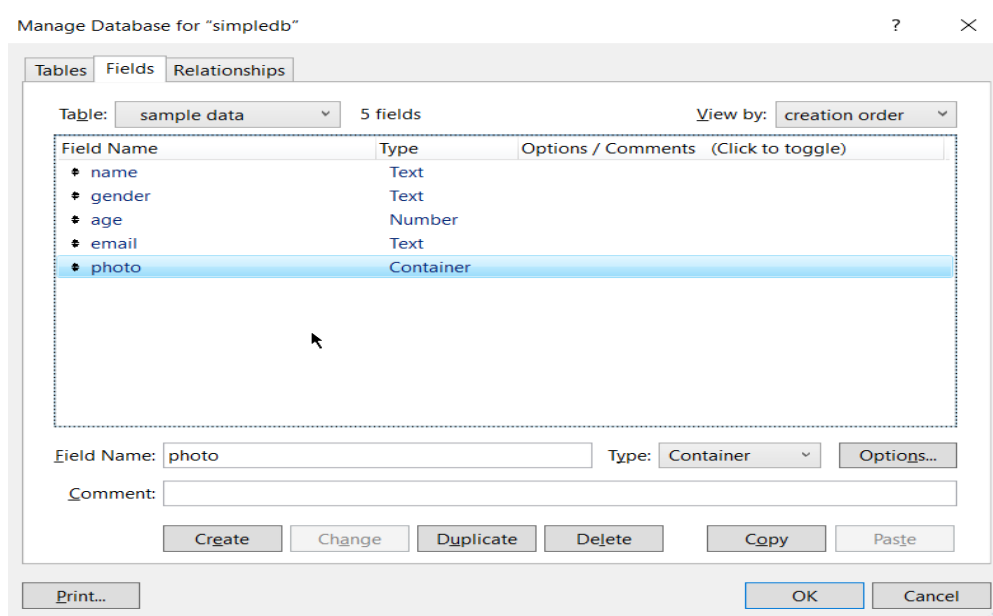 Manage Database for “simpledb” ?
Tables Fields Relationships
Table: sample data 5 fields View by: creation order
Field Name Type Options / Comments (Click to toggle)
name Text
gender Text
age Number
email Text
photo Container
Field Name: photo Type: Container Options...
Comment:
Create Change Duplicate Delete Copy Paste
Print... OK Cancel